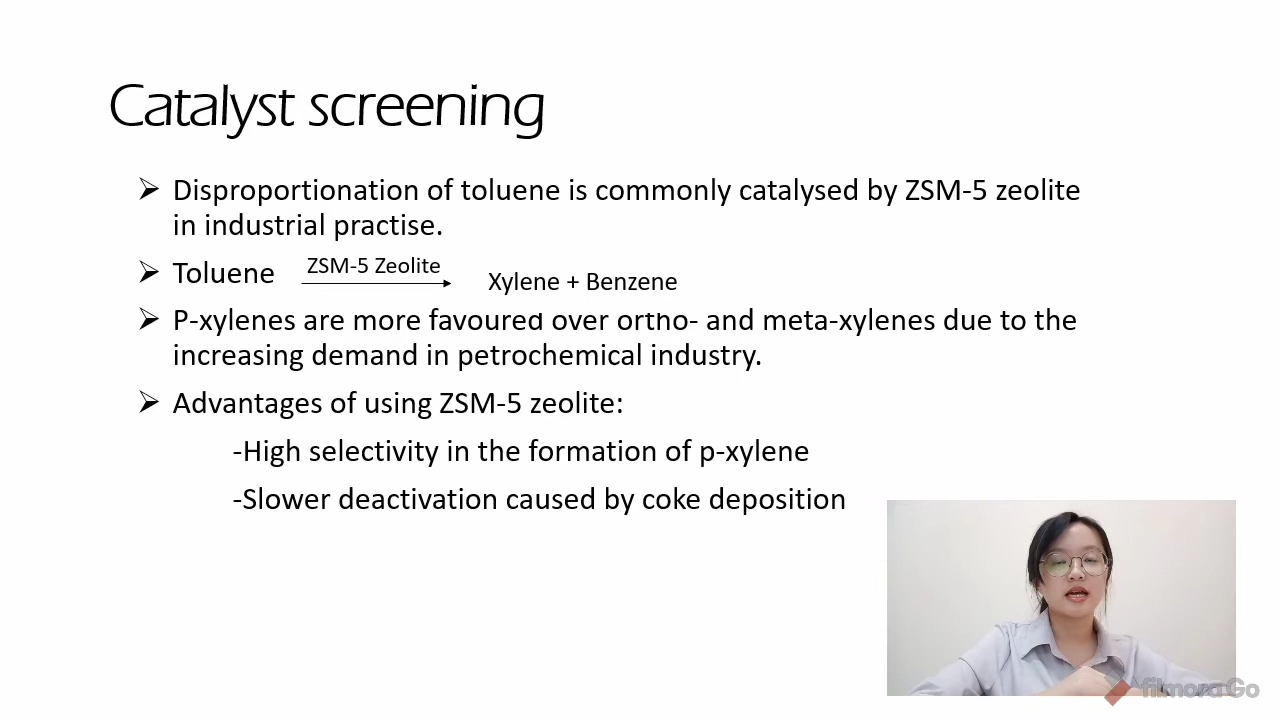 Catalyst screening
Disproportionation of toluene is commonly catalysed by ZSM-5 zeolite
in industrial practise.
Toluene ZSM-5 Zeolite Xylene + Benzene
P-xylenes are more favoured over ortho- and meta-xylenes due to the
increasing demand in petrochemical industry.
Advantages of using ZSM-5 zeolite:
-High selectivity in the formation of p-xylene
-Slower deactivation caused by coke deposition
filmoraGo